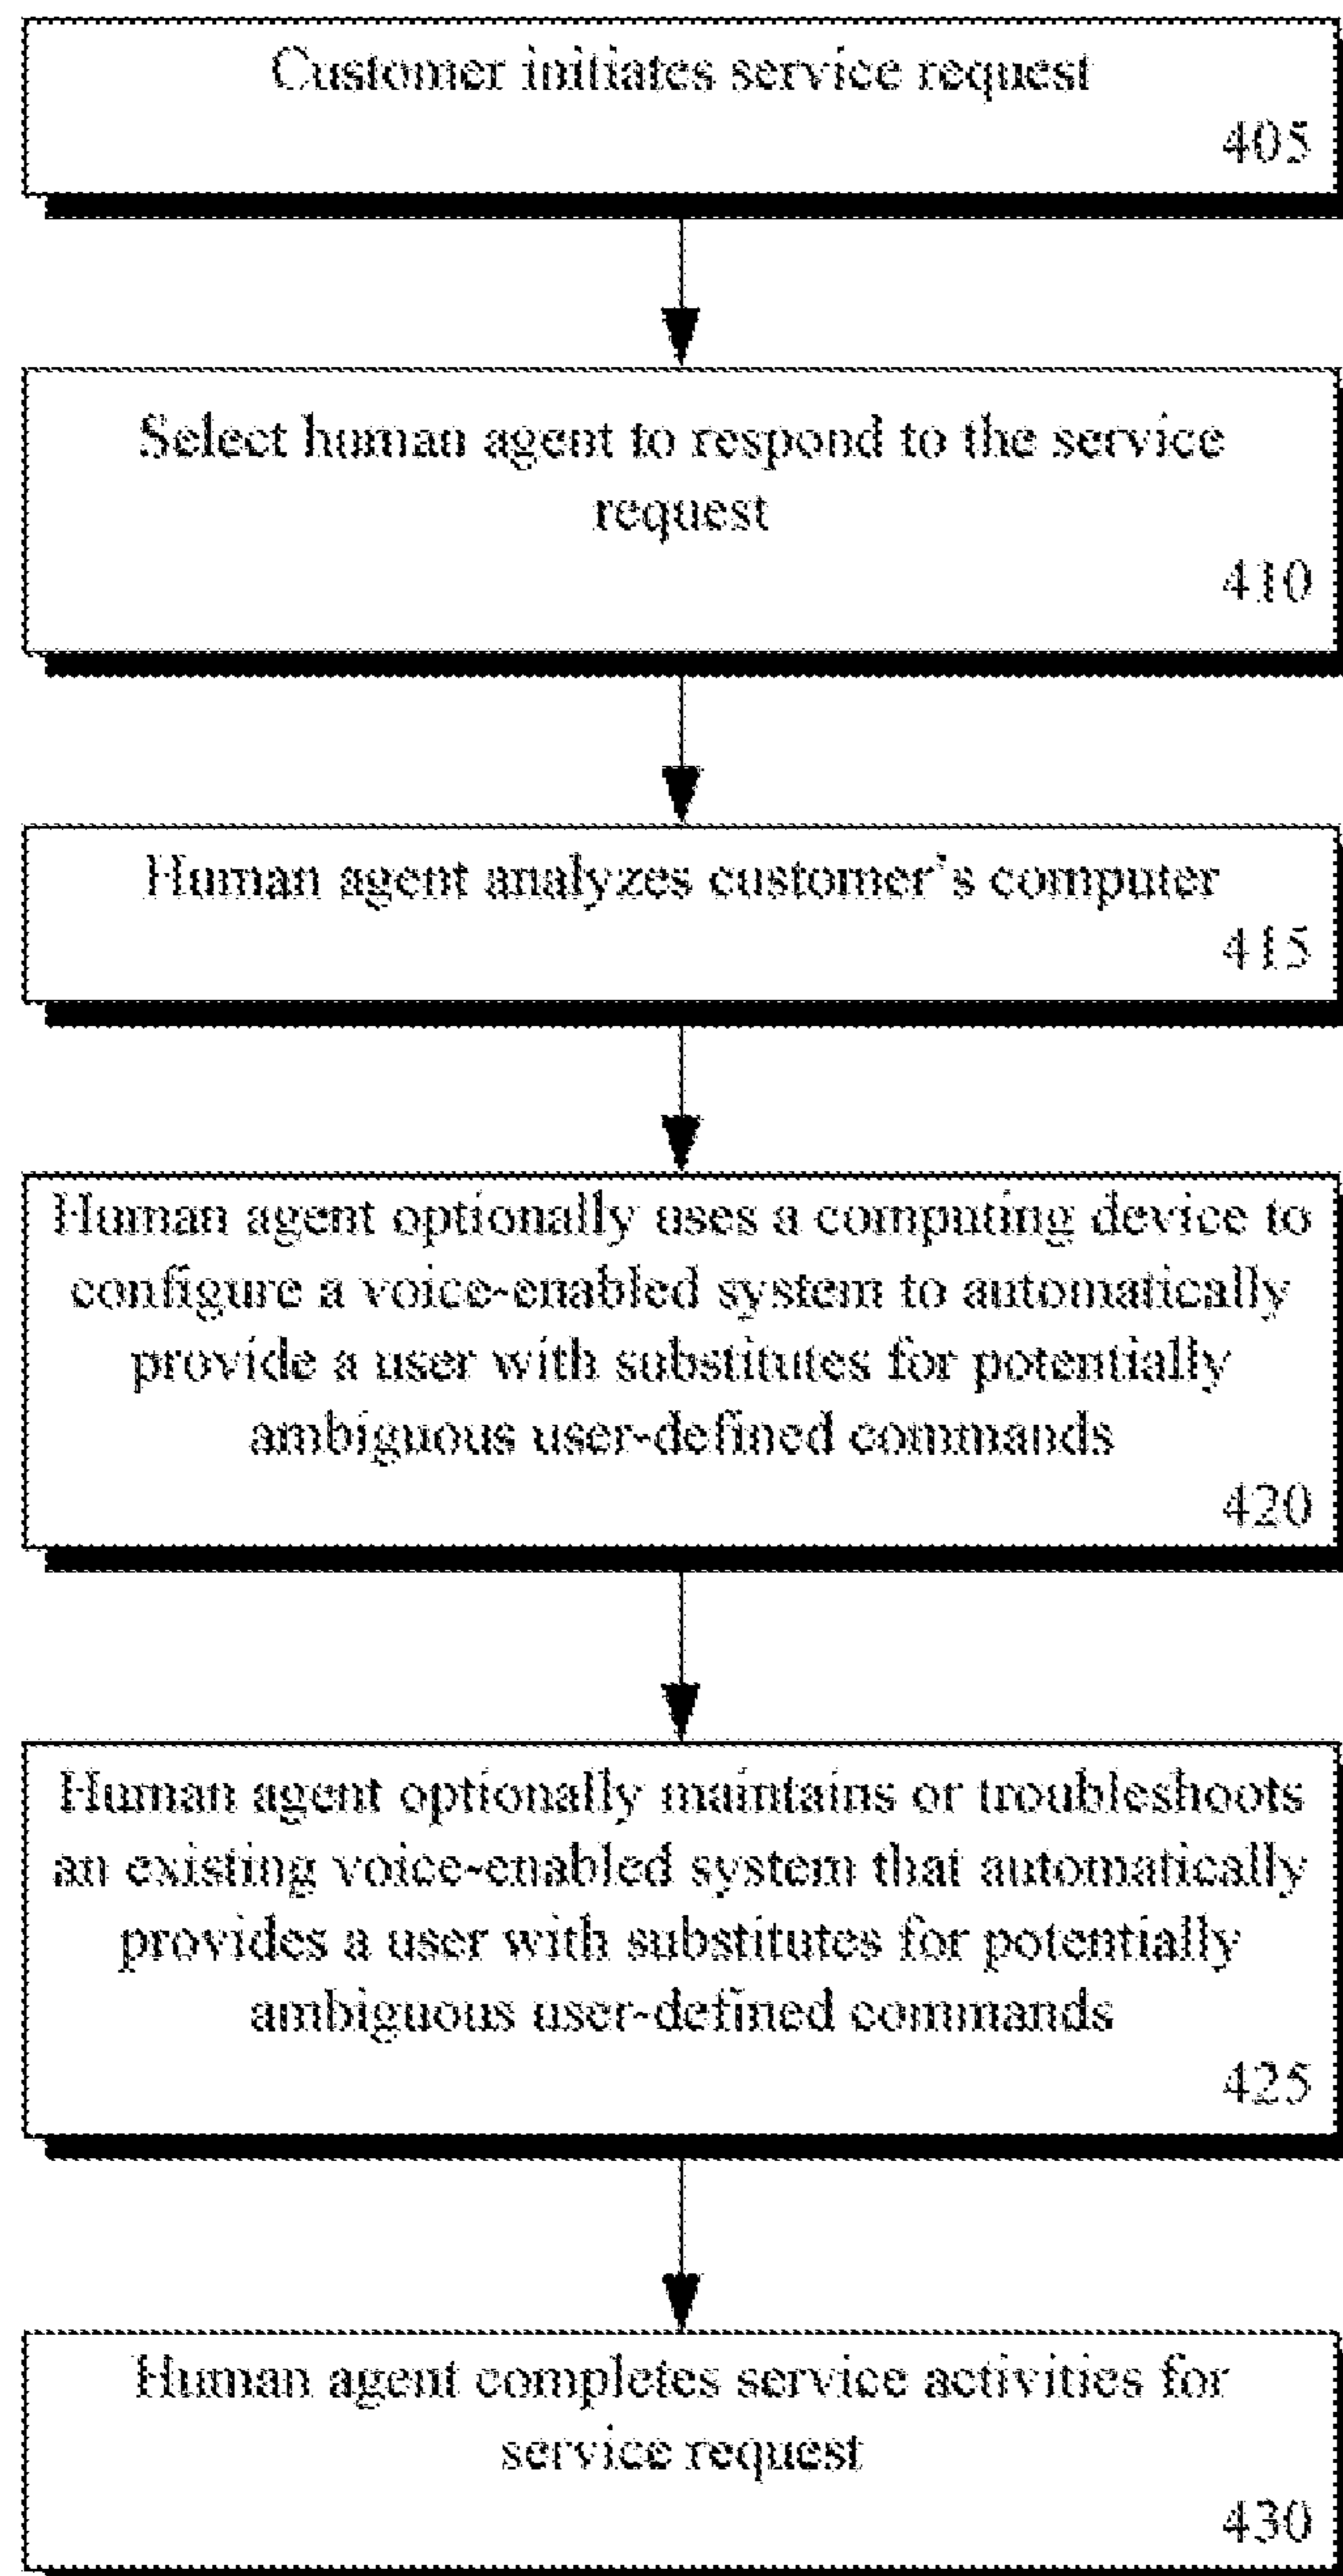 Customer initiates service request
405
Select human agent to respond to the service
request
410
Human agent analyzes customer's computer
415
Human agent optionally uses a computing device to
configure a voice-enabled system to automatically
provide a user with substitutes for potentially
ambiguous user-defined commands
420
Human agent optionally maintains or troubleshoots
an existing voice-enabled system that automatically
provides a user with substitutes for potentially
ambiguous user-defined commands
425
Human agent completes service activities for
service request
430